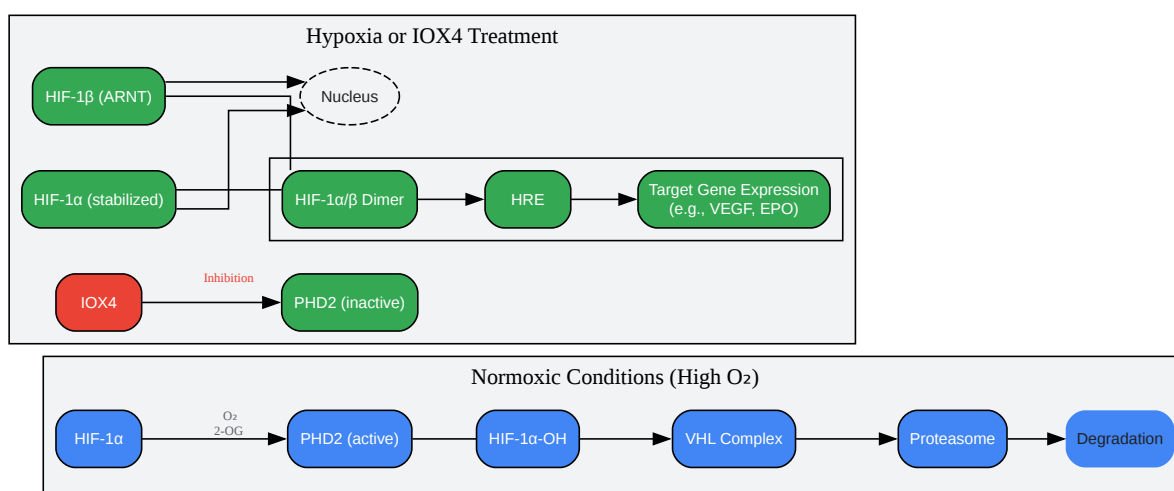 Hypoxia or IOX4 Treatment
HIF-1β (ARNT)
Nucleus
HIF-1α (stabilized)
HIF-1α/β Dimer
HRE
Target Gene Expression
(e.g., VEGF, EPO)
IOX4
Inhibition
PHD2 (inactive)
Normoxic Conditions (High O₂)
HIF-1α
O₂
2-OG
PHD2 (active)
HIF-1α-OH
VHL Complex
Proteasome
Degradation